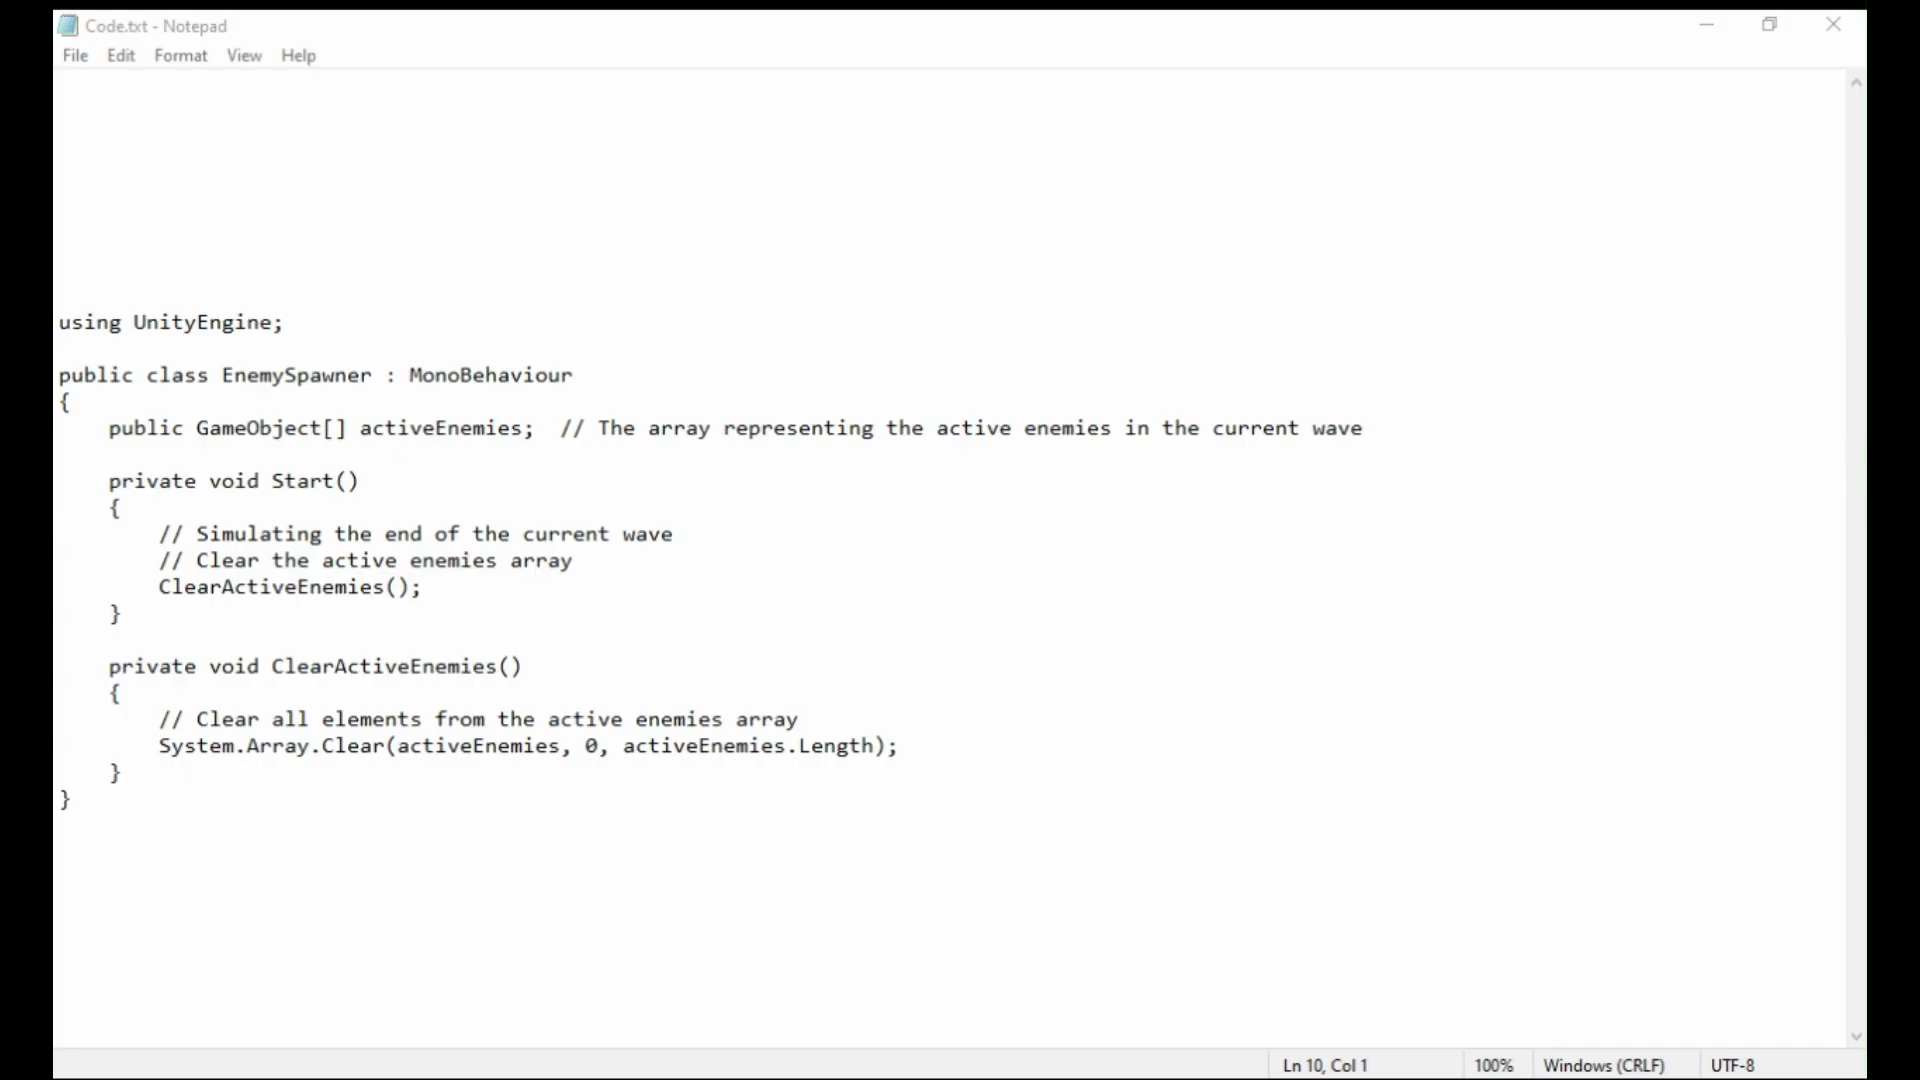 Code.txt - Notepad
File Edit Format View Help
using UnityEngine;
public class EnemySpawner : MonoBehaviour
{
    public GameObject[] activeEnemies;  // The array representing the active enemies in the current wave
    private void Start()
    {
        // Simulating the end of the current wave
        // Clear the active enemies array
        ClearActiveEnemies();
    }
    private void ClearActiveEnemies()
    {
        // Clear all elements from the active enemies array
        System.Array.Clear(activeEnemies, 0, activeEnemies.Length);
    }
}
Ln 10, Col 1 100% Windows (CRLF) UTF-8